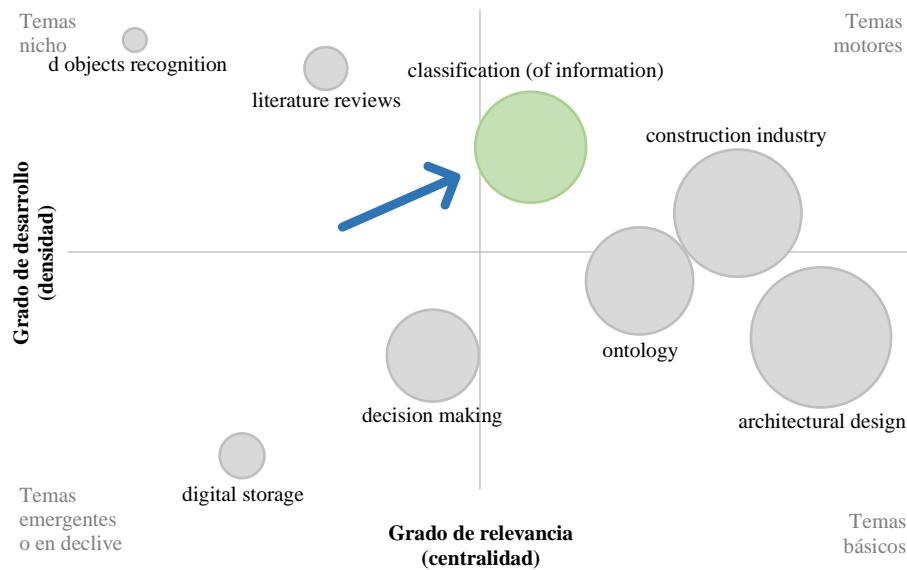 Temas
nicho
Temas
motores
d objects recognition
literature reviews
classification (of information)
construction industry
Grado de desarrollo
(densidad)
ontology
decision making
architectural design
digital storage
Temas
emergentes
o en declive
Grado de relevancia
(centralidad)
Temas
básicos